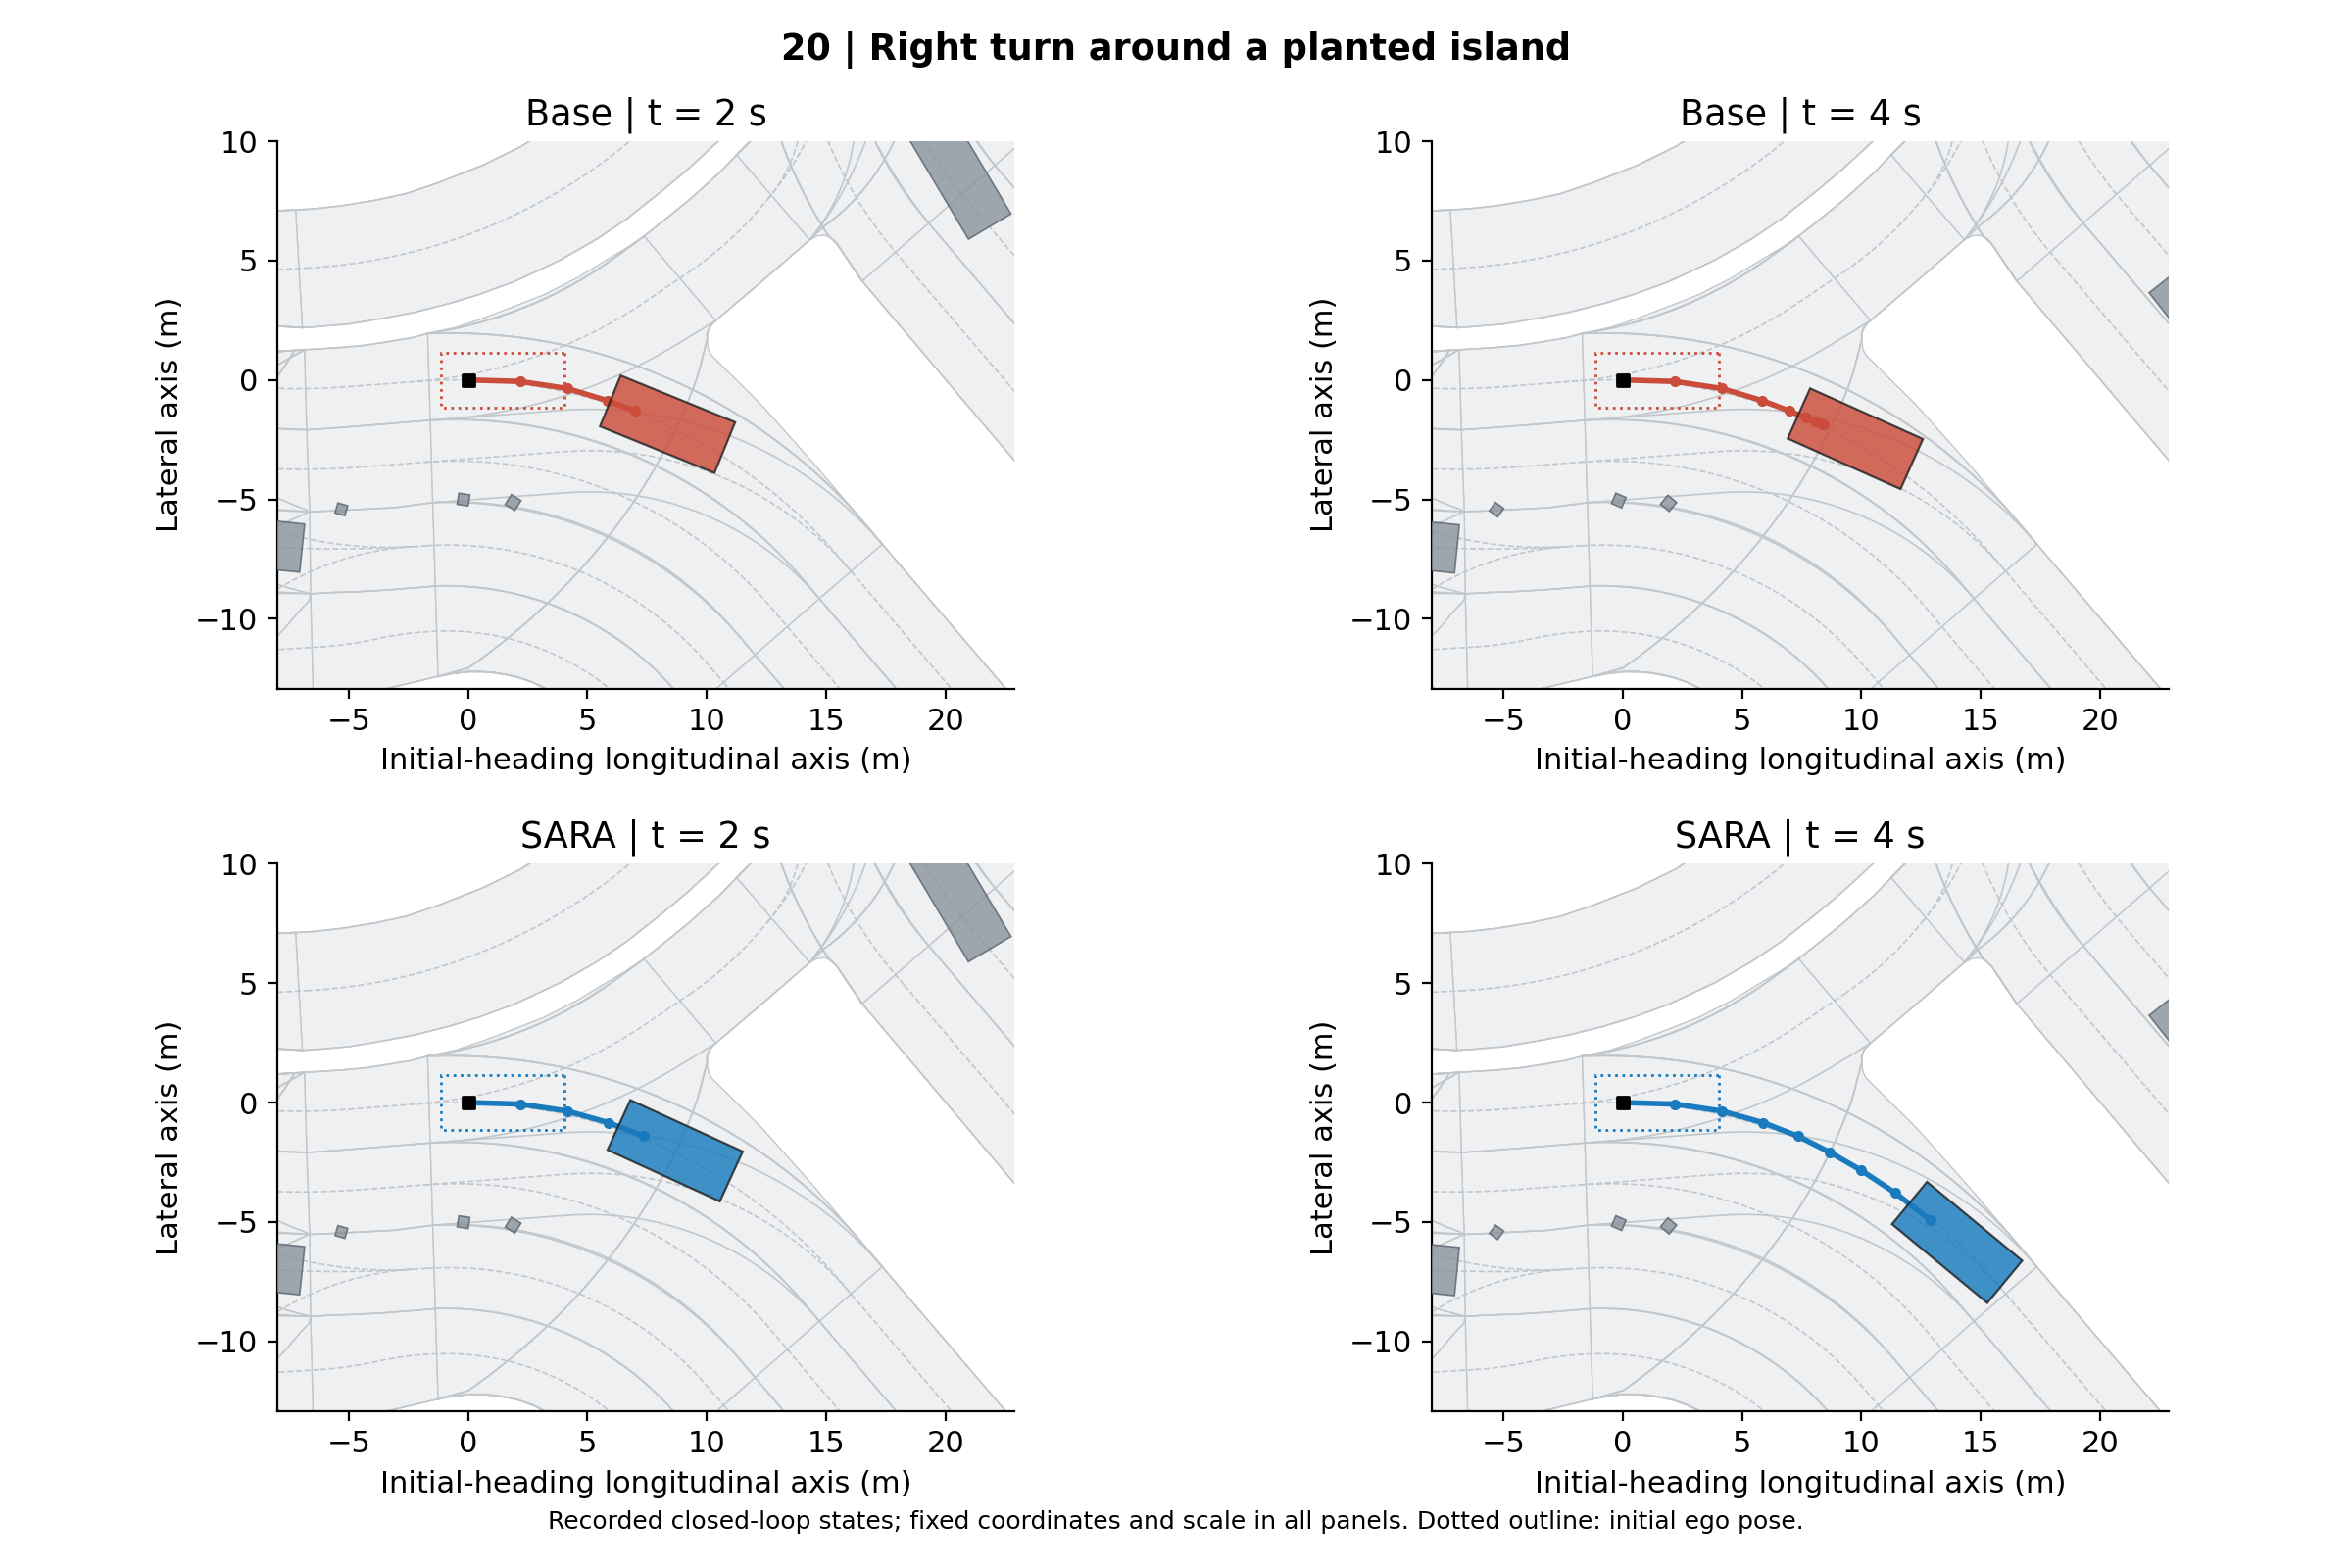 20 | Right turn around a planted island
Base | t = 2 s
Base | t = 4 s
10
5
0
−5
−10
Lateral axis (m)
−5 0 5 10 15 20
Initial-heading longitudinal axis (m)
10
5
0
−5
−10
Lateral axis (m)
−5 0 5 10 15 20
Initial-heading longitudinal axis (m)
SARA | t = 2 s
SARA | t = 4 s
10
5
0
−5
−10
Lateral axis (m)
−5 0 5 10 15 20
Initial-heading longitudinal axis (m)
10
5
0
−5
−10
Lateral axis (m)
−5 0 5 10 15 20
Initial-heading longitudinal axis (m)
Recorded closed-loop states; fixed coordinates and scale in all panels. Dotted outline: initial ego pose.